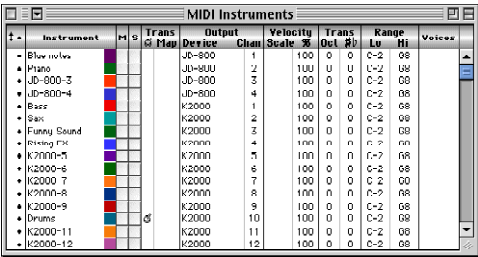 MIDI Instruments
Trans Output Velocity Trans Range
Instrument M S Map Device Chan Scale % Oct #♭ Lo Hi Voices
Blue notes JD-800 1 100 0 0 C-2 G8
Piano JD-800 2 100 0 0 C-2 G8
JD-800-3 JD-800 3 100 0 0 C-2 G8
JD-800-4 JD-800 4 100 0 0 C-2 G8
Bass K2000 1 100 0 0 C-2 G8
Sax K2000 2 100 0 0 C-2 G8
Funny Sound K2000 3 100 0 0 C-2 G8
Rising FX K2000 4 100 0 0 C-2 G8
K2000-5 K2000 5 100 0 0 C-2 G8
K2000-6 K2000 6 100 0 0 C-2 G8
K2000-7 K2000 7 100 0 0 C-2 G8
K2000-8 K2000 8 100 0 0 C-2 G8
K2000-9 K2000 9 100 0 0 C-2 G8
Drums K2000 10 100 0 0 C-2 G8
K2000-11 K2000 11 100 0 0 C-2 G8
K2000-12 K2000 12 100 0 0 C-2 G8